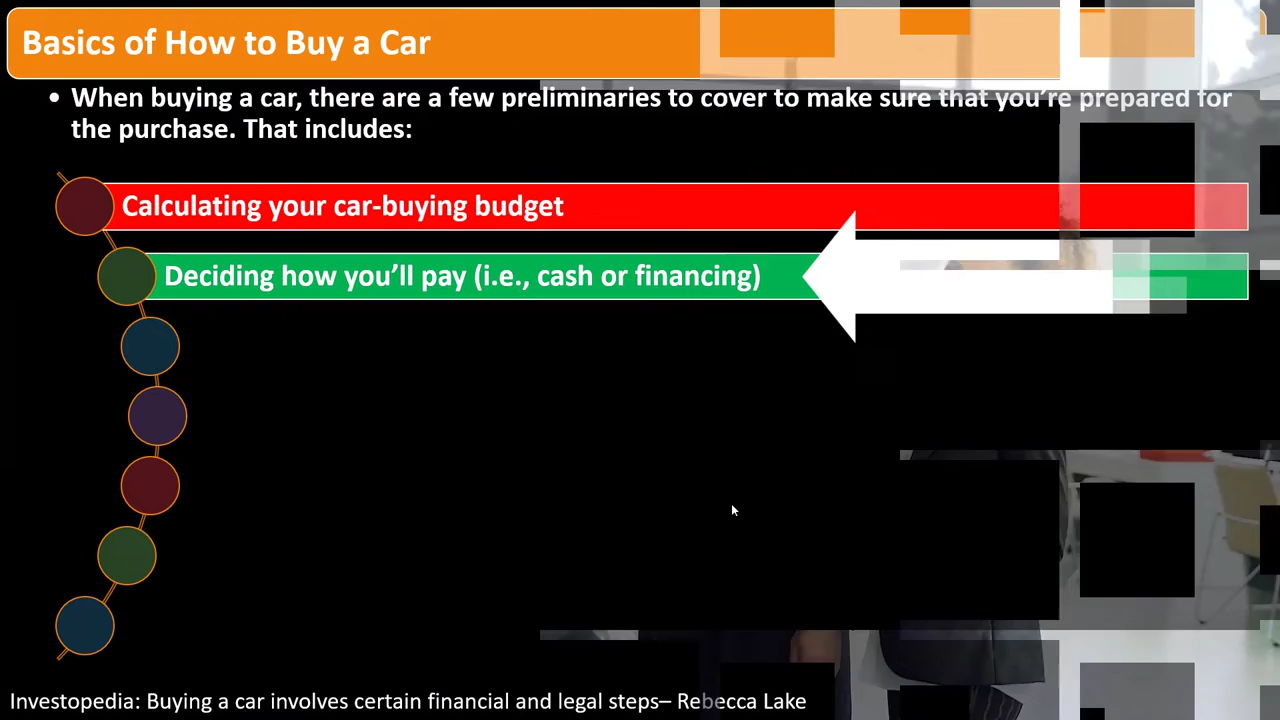 Basics of How to Buy a Car
• When buying a car, there are a few preliminaries to cover to make sure that you’re prepared for
the purchase. That includes:
Calculating your car-buying budget
Deciding how you’ll pay (i.e., cash or financing)
Investopedia: Buying a car involves certain financial and legal steps– Rebecca Lake